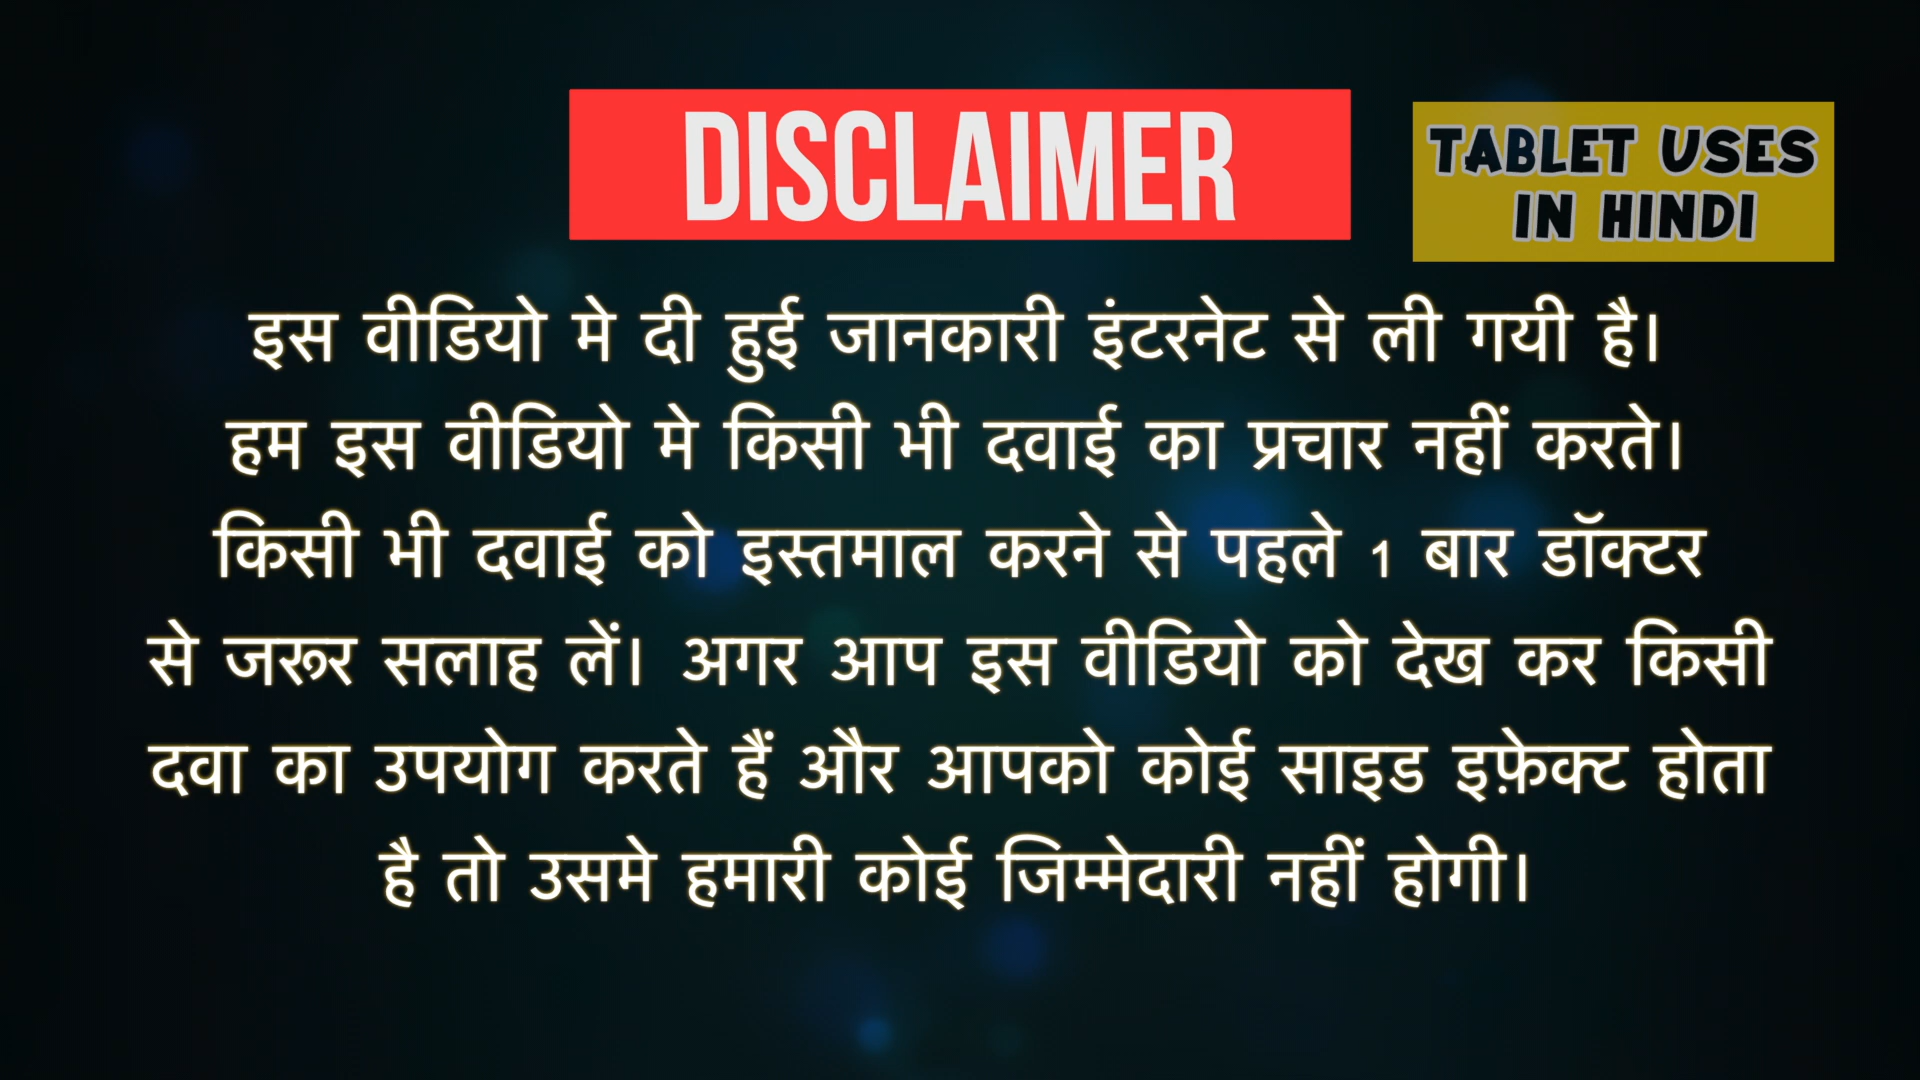 DISCLAIMER
TABLET USES
IN HINDI
इस वीडियो मे दी हुई जानकारी इंटरनेट से ली गयी है।
हम इस वीडियो मे किसी भी दवाई का प्रचार नहीं करते।
किसी भी दवाई को इस्तमाल करने से पहले 1 बार डॉक्टर
से जरूर सलाह लें। अगर आप इस वीडियो को देख कर किसी
दवा का उपयोग करते हैं और आपको कोई साइड इफ़ेक्ट होता
है तो उसमे हमारी कोई जिम्मेदारी नहीं होगी।